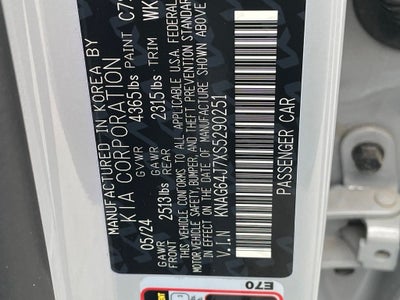 MANUFACTURED IN KOREA BY
KIA CORPORATION
05/24 GVWR 4365lbs PAINT
GAWR FRONT 2513lbs GAWR REAR 2315lbs TRIM WK
THIS VEHICLE CONFORMS TO ALL APPLICABLE U.S.A. FEDERAL
MOTOR VEHICLE SAFETY, BUMPER, AND THEFT PREVENTION STANDARDS
IN EFFECT ON THE DATE OF MANUFACTURE SHOWN ABOVE.
V.I.N KNAG64J7XS5290251
PASSENGER CAR
E70